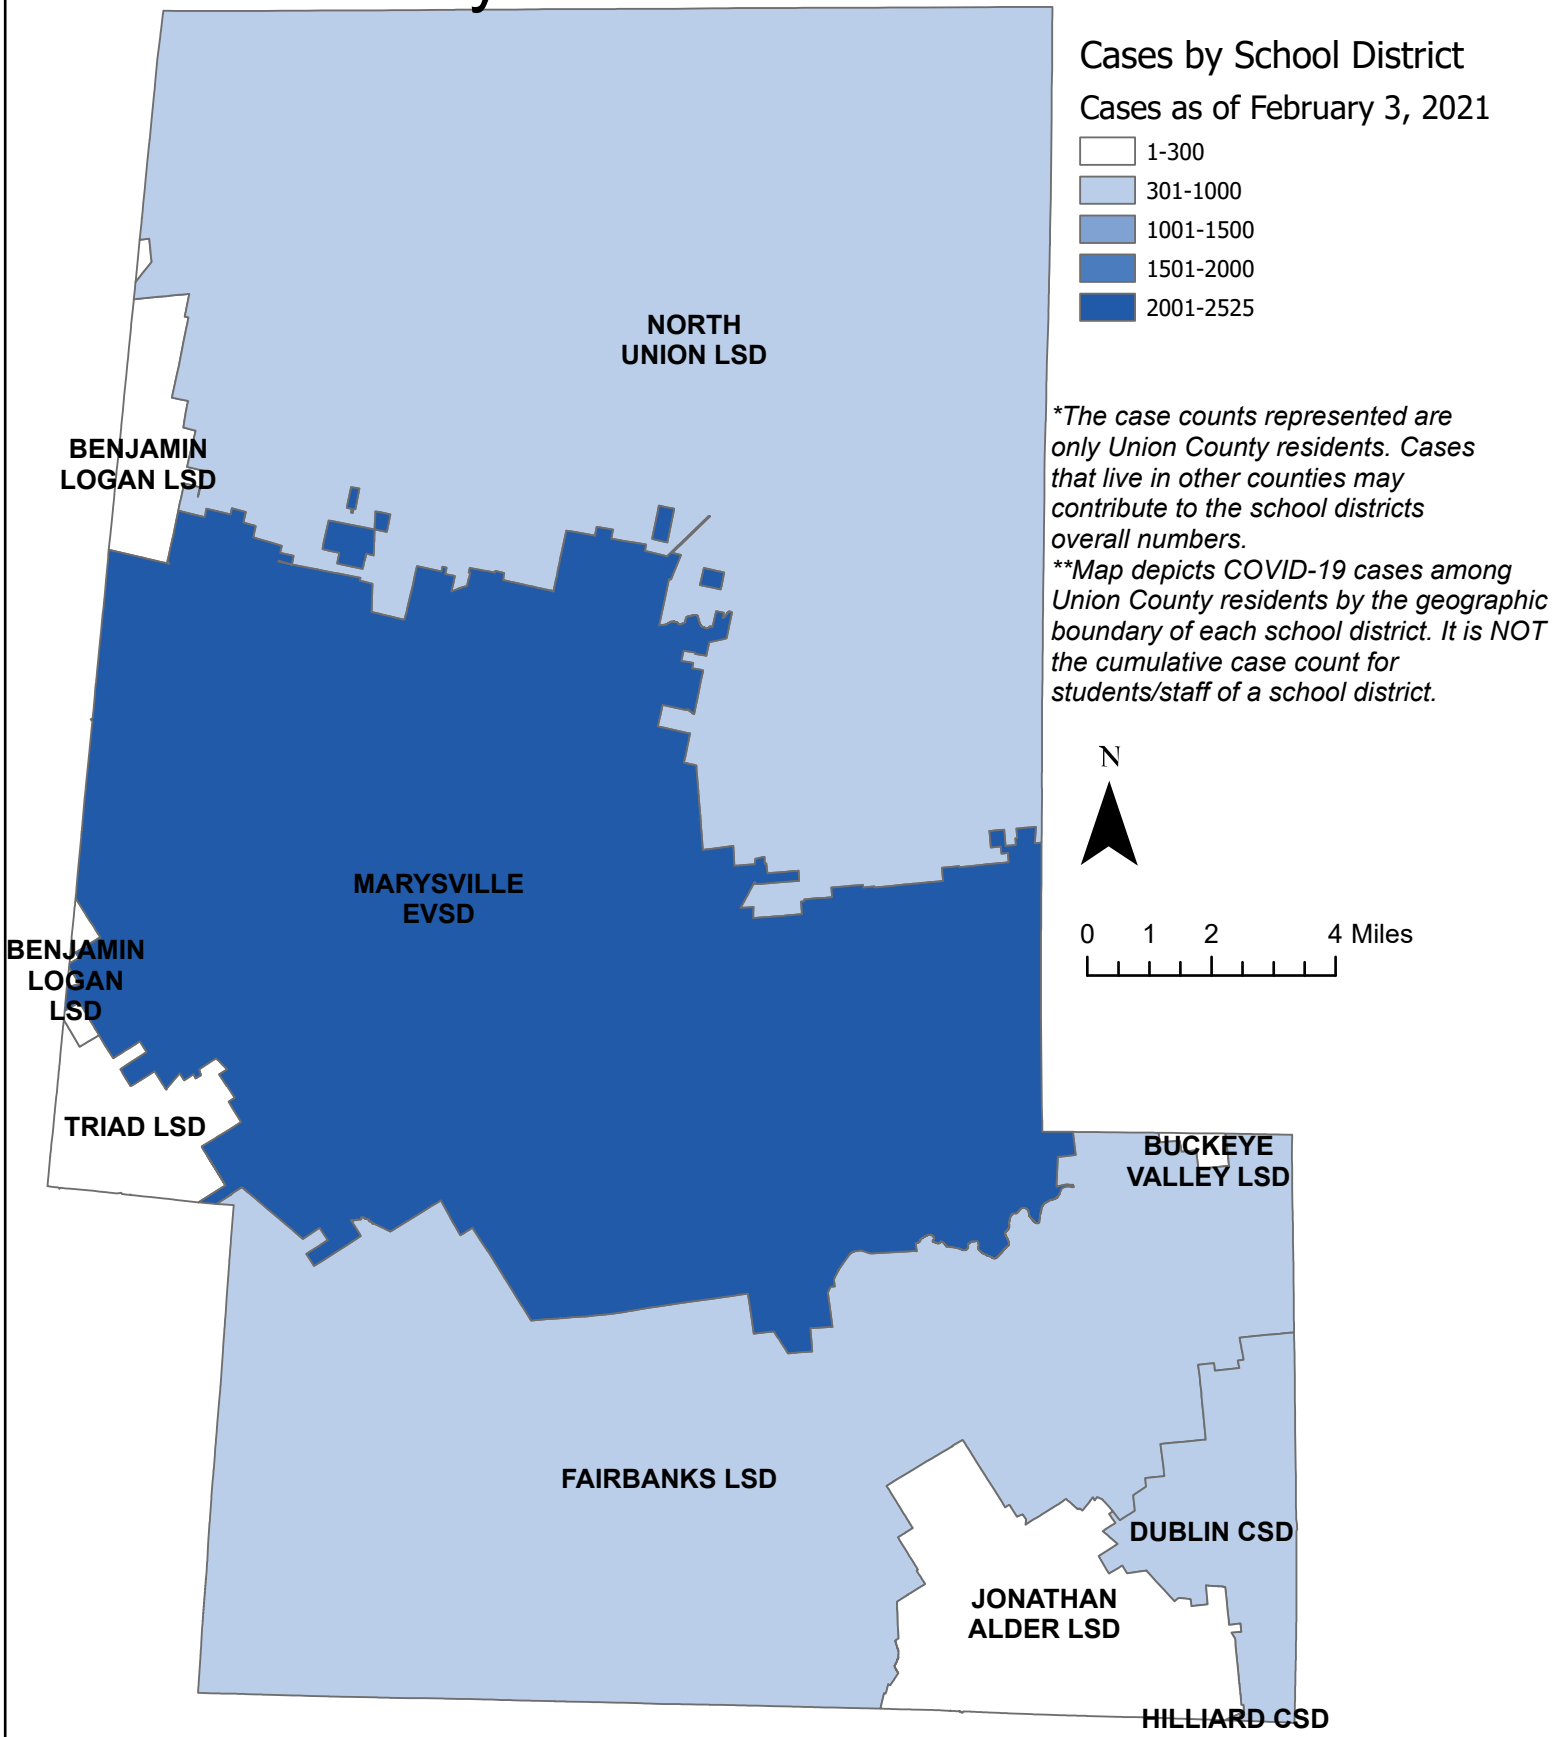 Cases by School District
Cases as of February 3, 2021
1-300
301-1000
1001-1500
1501-2000
2001-2525
NORTH
UNION LSD
*The case counts represented are
only Union County residents. Cases
that live in other counties may
contribute to the school districts
overall numbers.
**Map depicts COVID-19 cases among
Union County residents by the geographic
boundary of each school district. It is NOT
the cumulative case count for
students/staff of a school district.
BENJAMIN
LOGAN LSD
N
MARYSVILLE
EVSD
0 1 2 4 Miles
BENJAMIN
LOGAN
LSD
TRIAD LSD
BUCKEYE
VALLEY LSD
FAIRBANKS LSD
DUBLIN CSD
JONATHAN
ALDER LSD
HILLIARD CSD